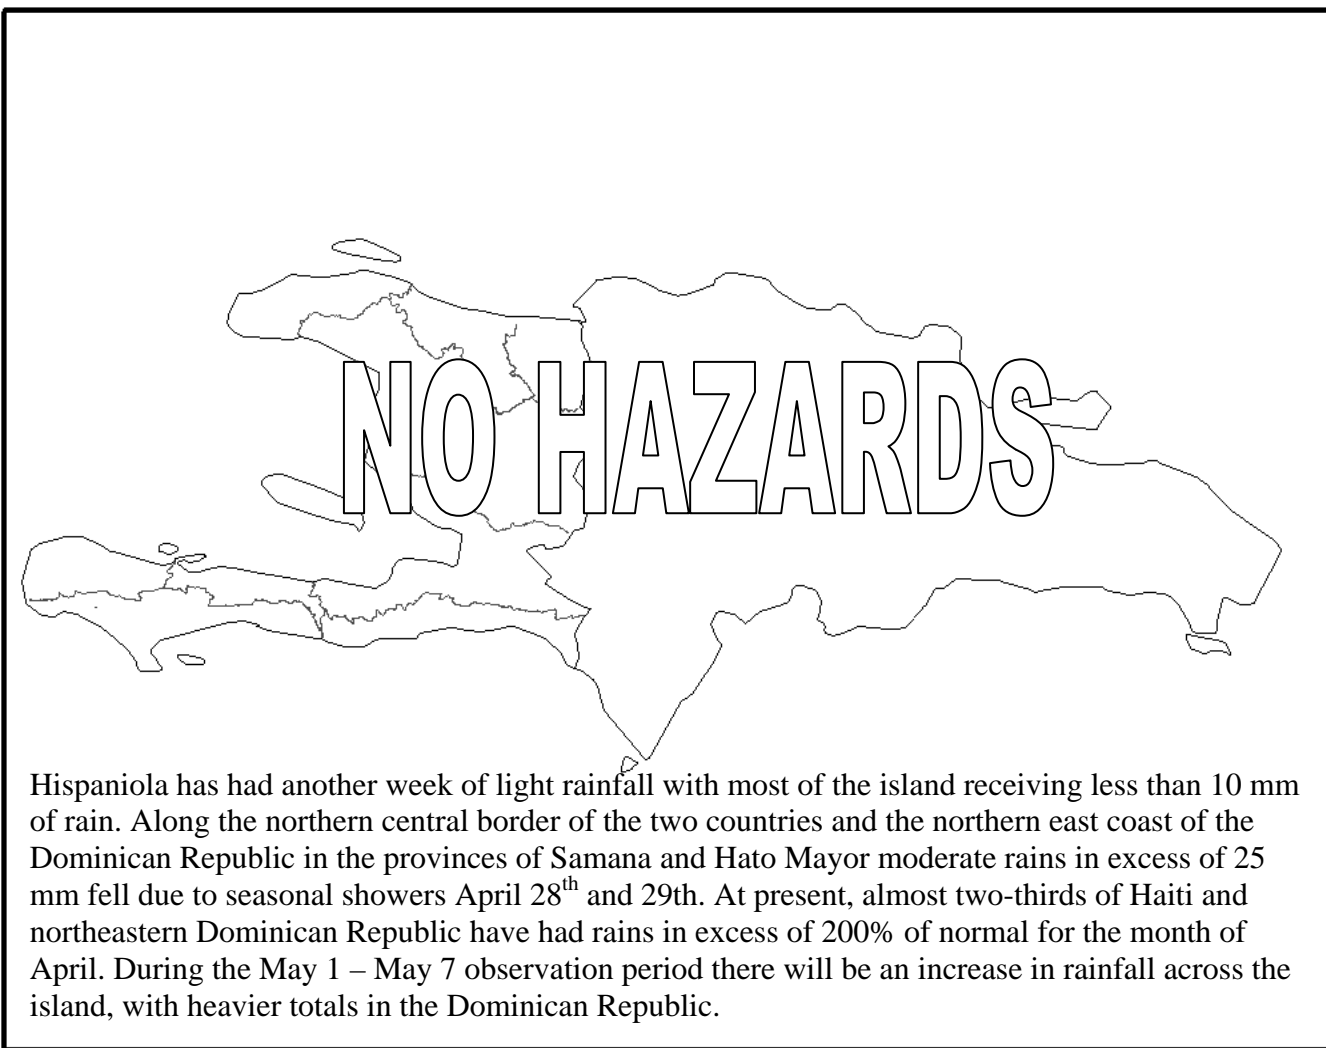 NO HAZARDS
Hispaniola has had another week of light rainfall with most of the island receiving less than 10 mm
of rain. Along the northern central border of the two countries and the northern east coast of the
Dominican Republic in the provinces of Samana and Hato Mayor moderate rains in excess of 25
mm fell due to seasonal showers April 28th and 29th. At present, almost two-thirds of Haiti and
northeastern Dominican Republic have had rains in excess of 200% of normal for the month of
April. During the May 1 – May 7 observation period there will be an increase in rainfall across the
island, with heavier totals in the Dominican Republic.